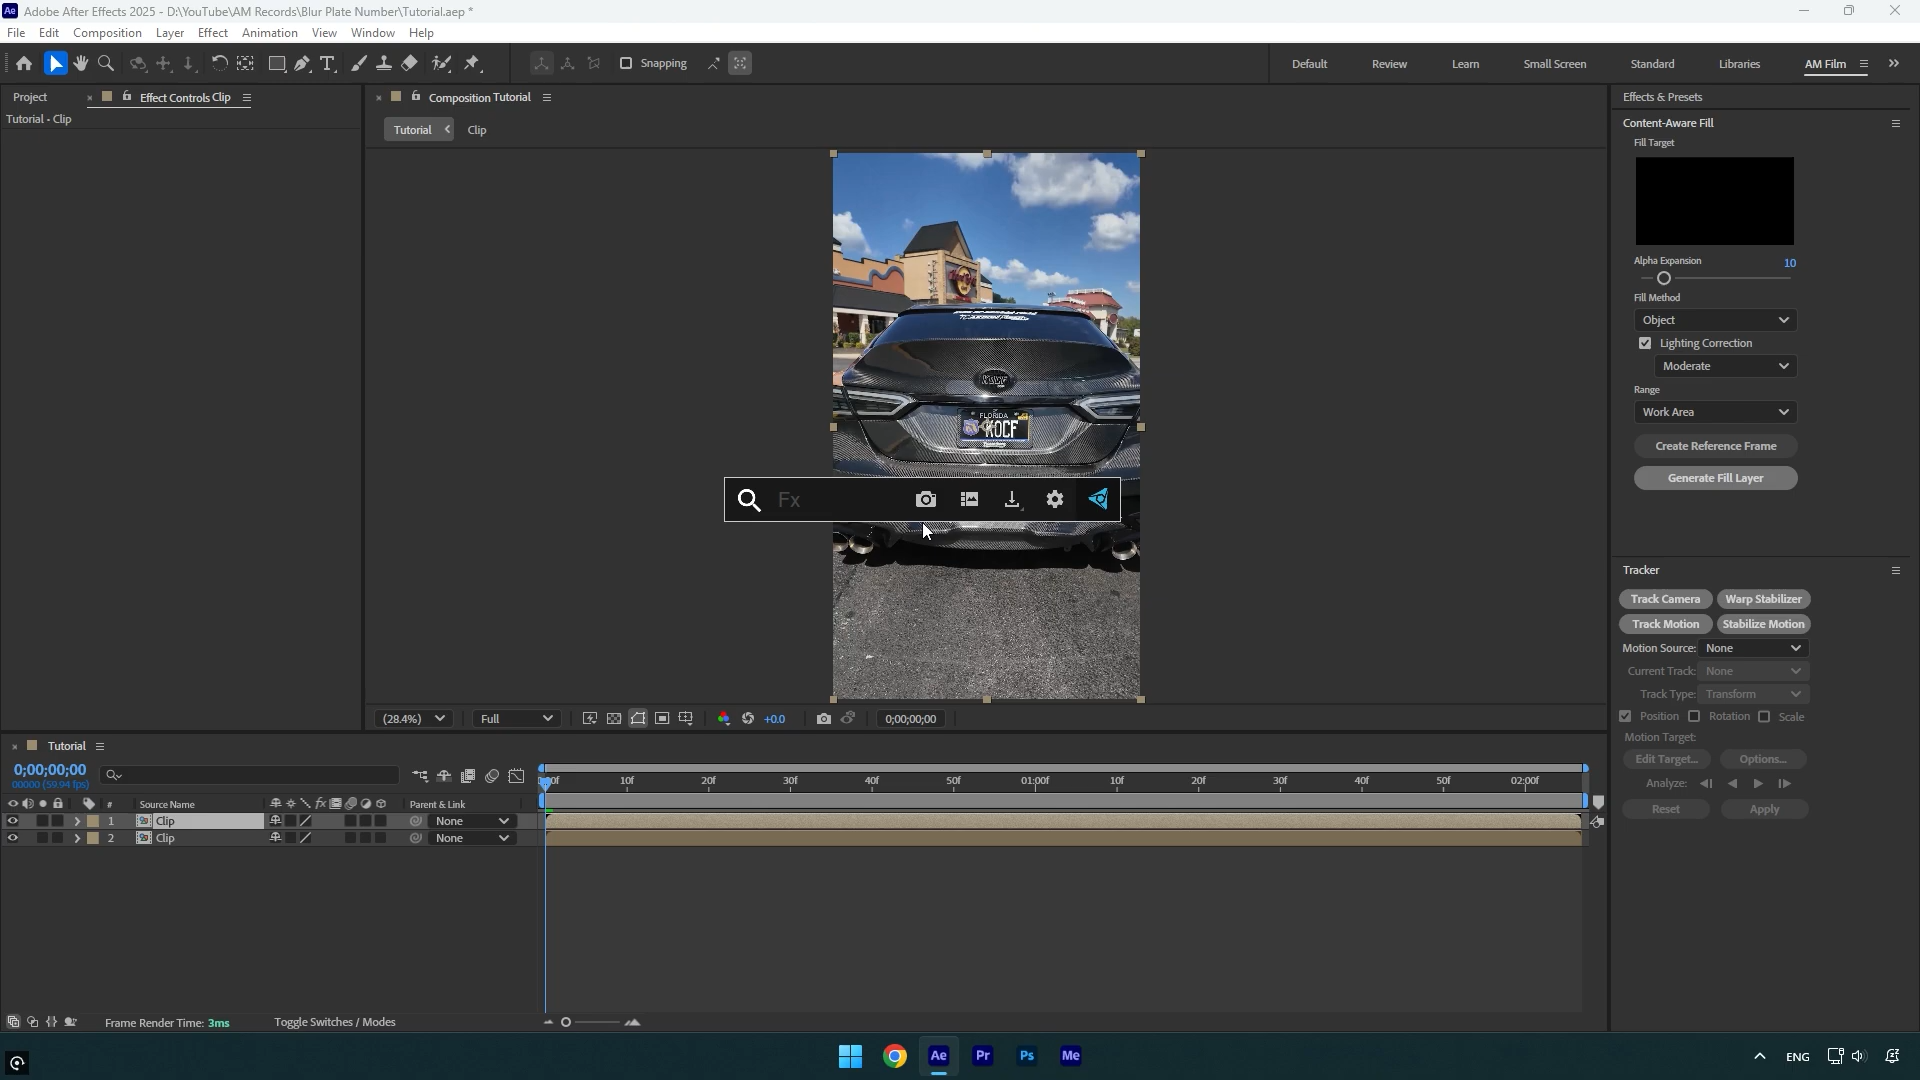 Adobe After Effects 2025 - D:\YouTube\AM Records\Blur Plate Number\Tutorial.aep *
File Edit Composition Layer Effect Animation View Window Help
Snapping
Default Review Learn Small Screen Standard Libraries AM Film
Project
Effect Controls Clip
Tutorial - Clip
Composition Tutorial
Tutorial
Clip
FLORIDA
KOCF
Fx
(28.4%)
Full
+0.0
0;00;00;00
Effects & Presets
Content-Aware Fill
Fill Target
Alpha Expansion
10
Fill Method
Object
Lighting Correction
Moderate
Range
Work Area
Create Reference Frame
Generate Fill Layer
Tracker
Track Camera
Warp Stabilizer
Track Motion
Stabilize Motion
Motion Source: None
Current Track: None
Track Type: Transform
Position Rotation Scale
Motion Target:
Edit Target...
Options...
Analyze:
Reset
Apply
Tutorial
0;00;00;00
00000 (59.94 fps)
10f 20f 30f 40f 50f 01:00f 10f 20f 30f 40f 50f 02:00f
# Source Name fx Parent & Link
1 Clip None
2 Clip None
Frame Render Time: 3ms
Toggle Switches / Modes
Ae Pr Ps Me
ENG